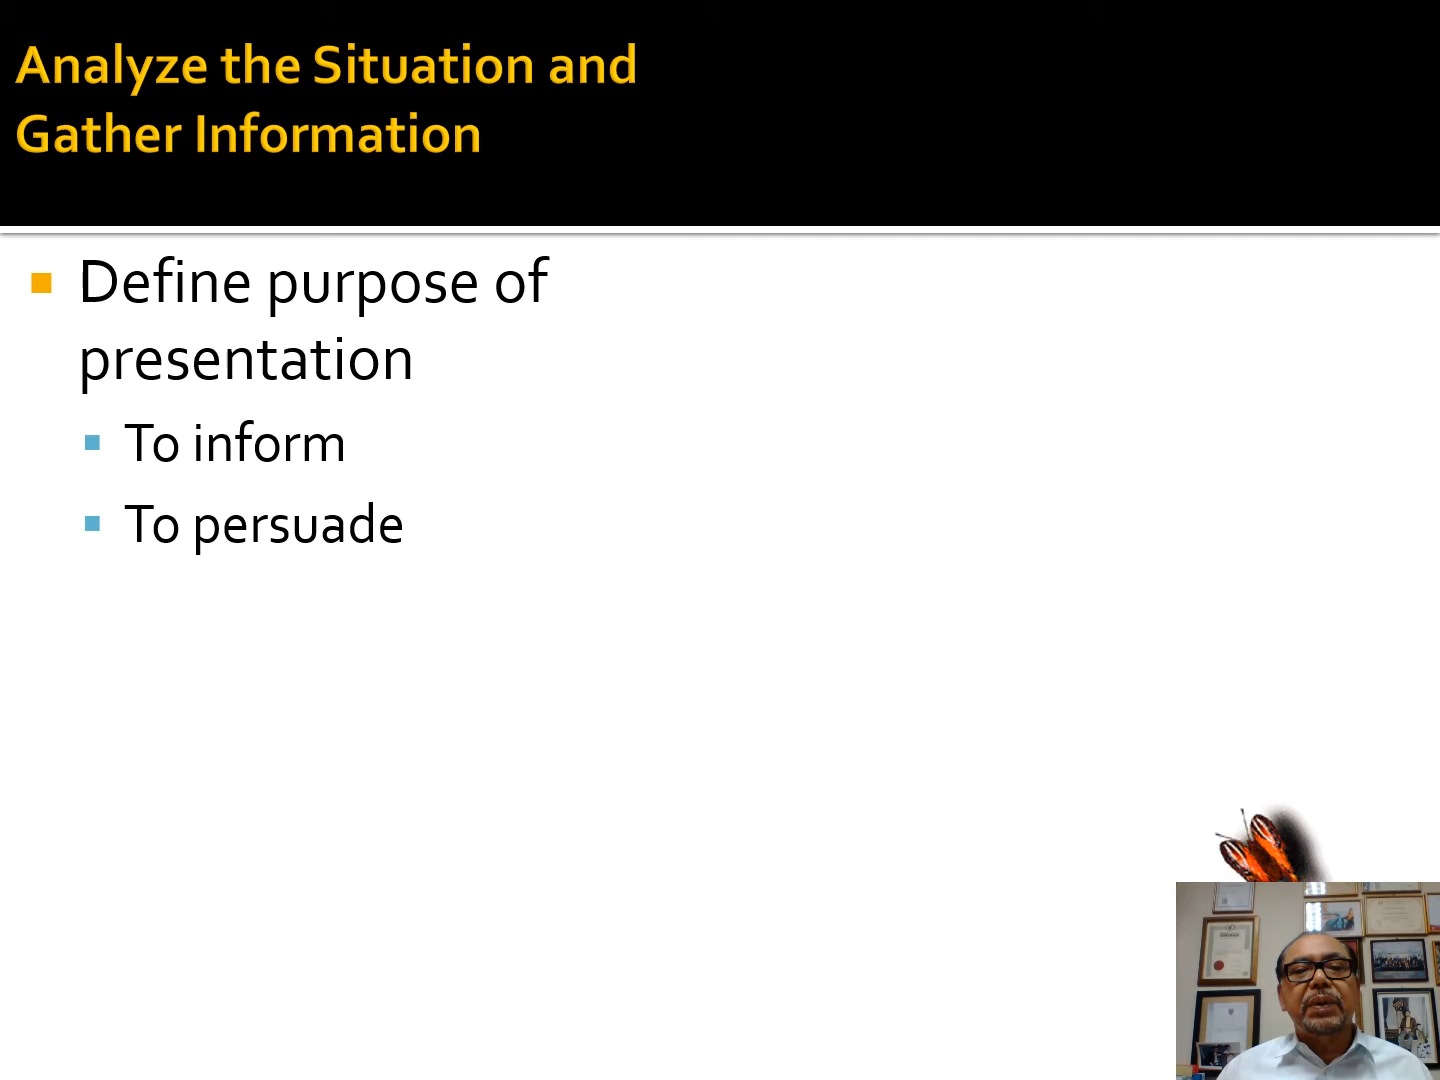 Analyze the Situation and
Gather Information
Define purpose of
presentation
To inform
To persuade